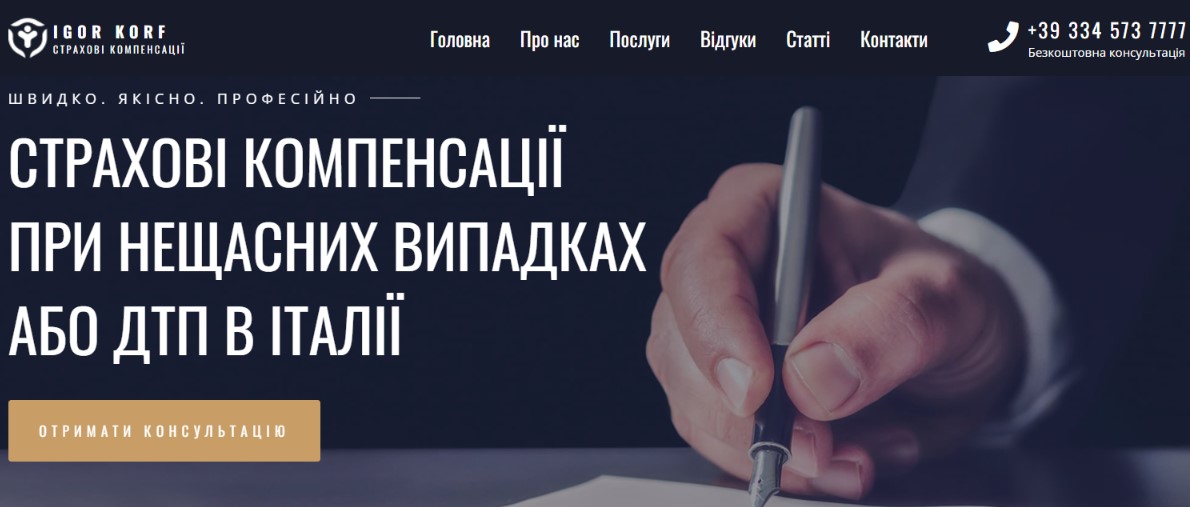 IGOR KORF
СТРАХОВІ КОМПЕНСАЦІЇ
Головна Про нас Послуги Відгуки Статті Контакти
+39 334 573 7777
Безкоштовна консультація
ШВИДКО. ЯКІСНО. ПРОФЕСІЙНО
СТРАХОВІ КОМПЕНСАЦІЇ
ПРИ НЕЩАСНИХ ВИПАДКАХ
АБО ДТП В ІТАЛІЇ
ОТРИМАТИ КОНСУЛЬТАЦІЮ